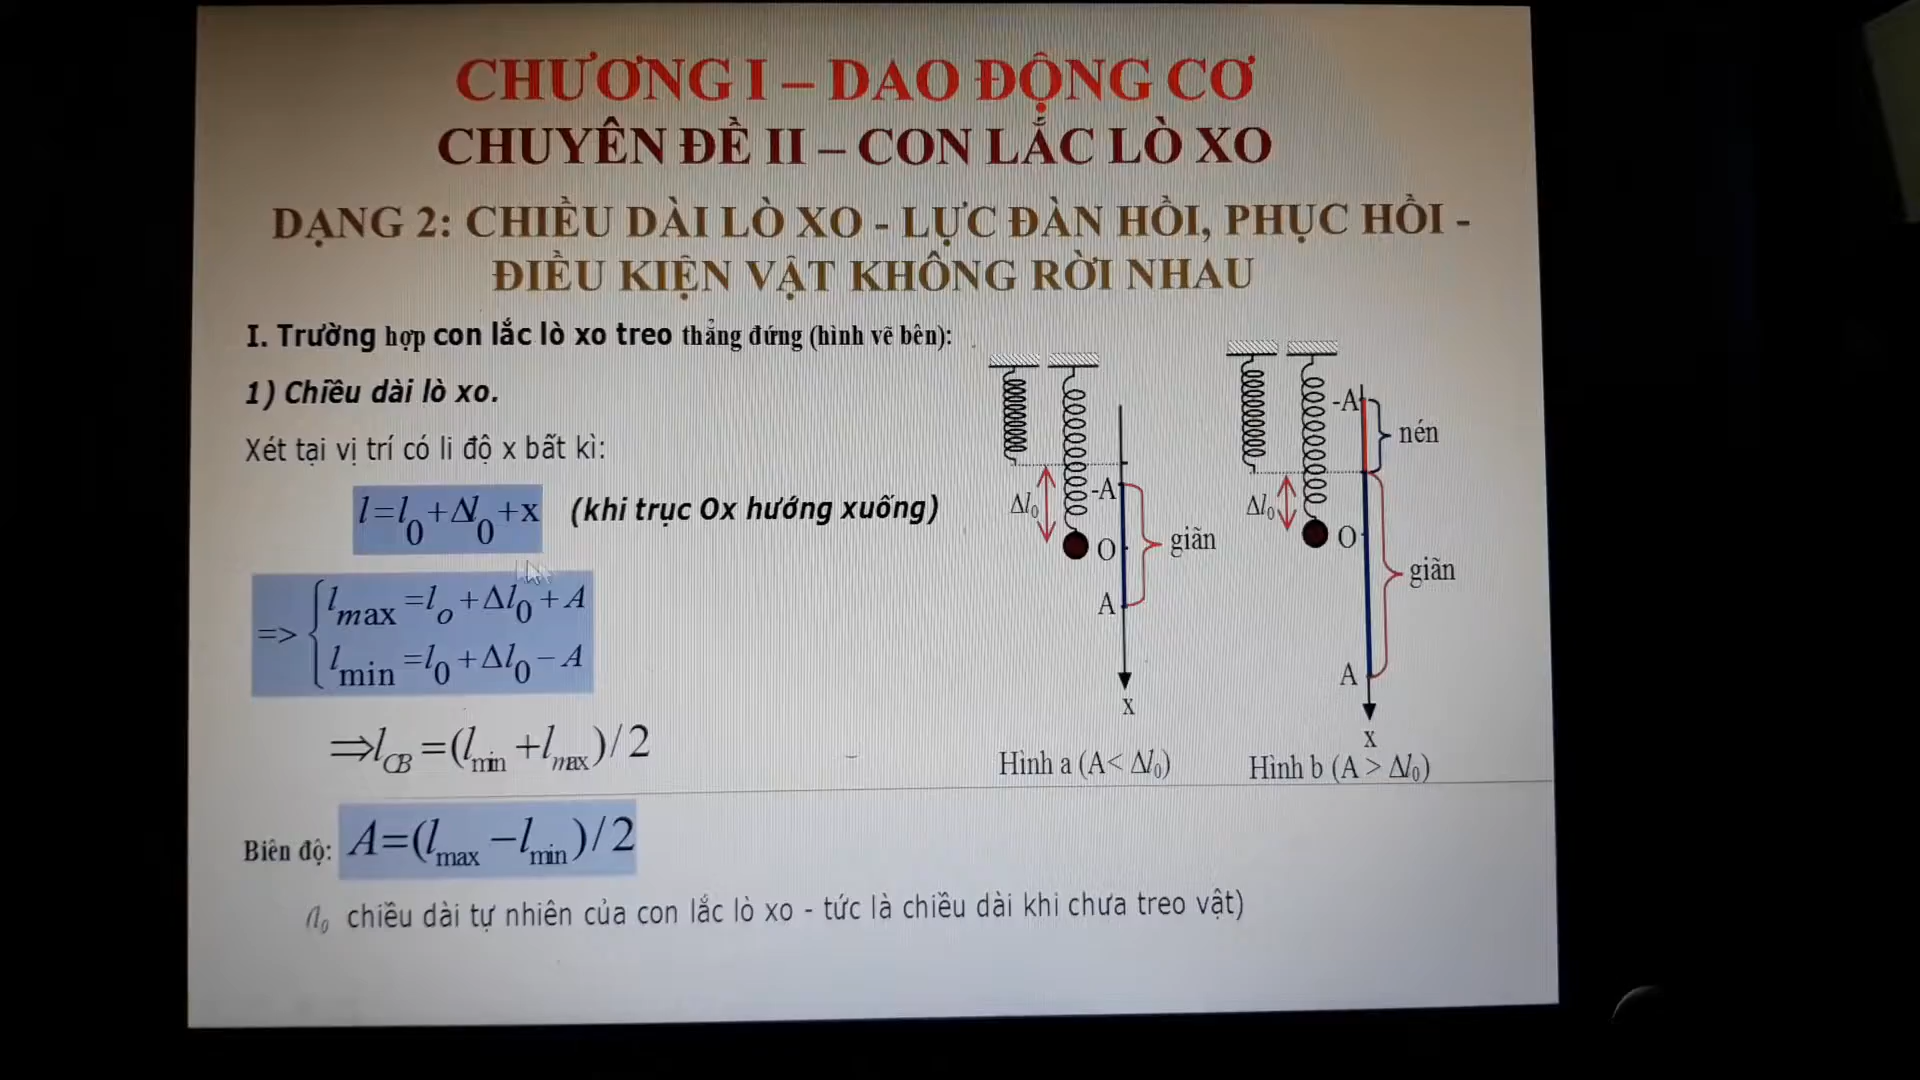 CHƯƠNG I – DAO ĐỘNG CƠ
CHUYÊN ĐỀ II – CON LẮC LÒ XO
DẠNG 2: CHIỀU DÀI LÒ XO - LỰC ĐÀN HỒI, PHỤC HỒI -
ĐIỀU KIỆN VẬT KHÔNG RỜI NHAU
I. Trường hợp con lắc lò xo treo thẳng đứng (hình vẽ bên):
1) Chiều dài lò xo.
Xét tại vị trí có li độ x bất kì:
l=l0+Δl0+x (khi trục Ox hướng xuống)
=> { lmax =lo+Δl0+A
lmin =l0+Δl0−A
⇒lCB=(lmin+lmax)/2
Biên độ: A=(lmax−lmin)/2
chiều dài tự nhiên của con lắc lò xo - tức là chiều dài khi chưa treo vật)
Δl0
-A
O
A
giãn
x
Hình a (A< Δl0)
-A
nén
Δl0
O
giãn
A
x
Hình b (A > Δl0)